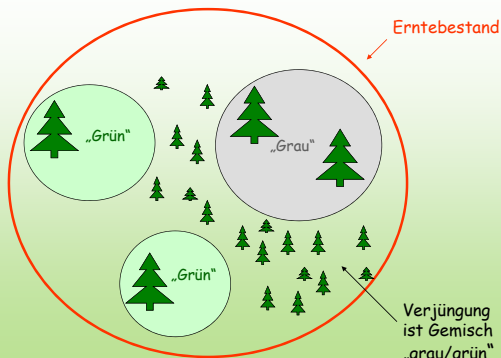 Erntebestand
„Grün“
„Grau“
„Grün“
Verjüngung
ist Gemisch
„grau/grün“